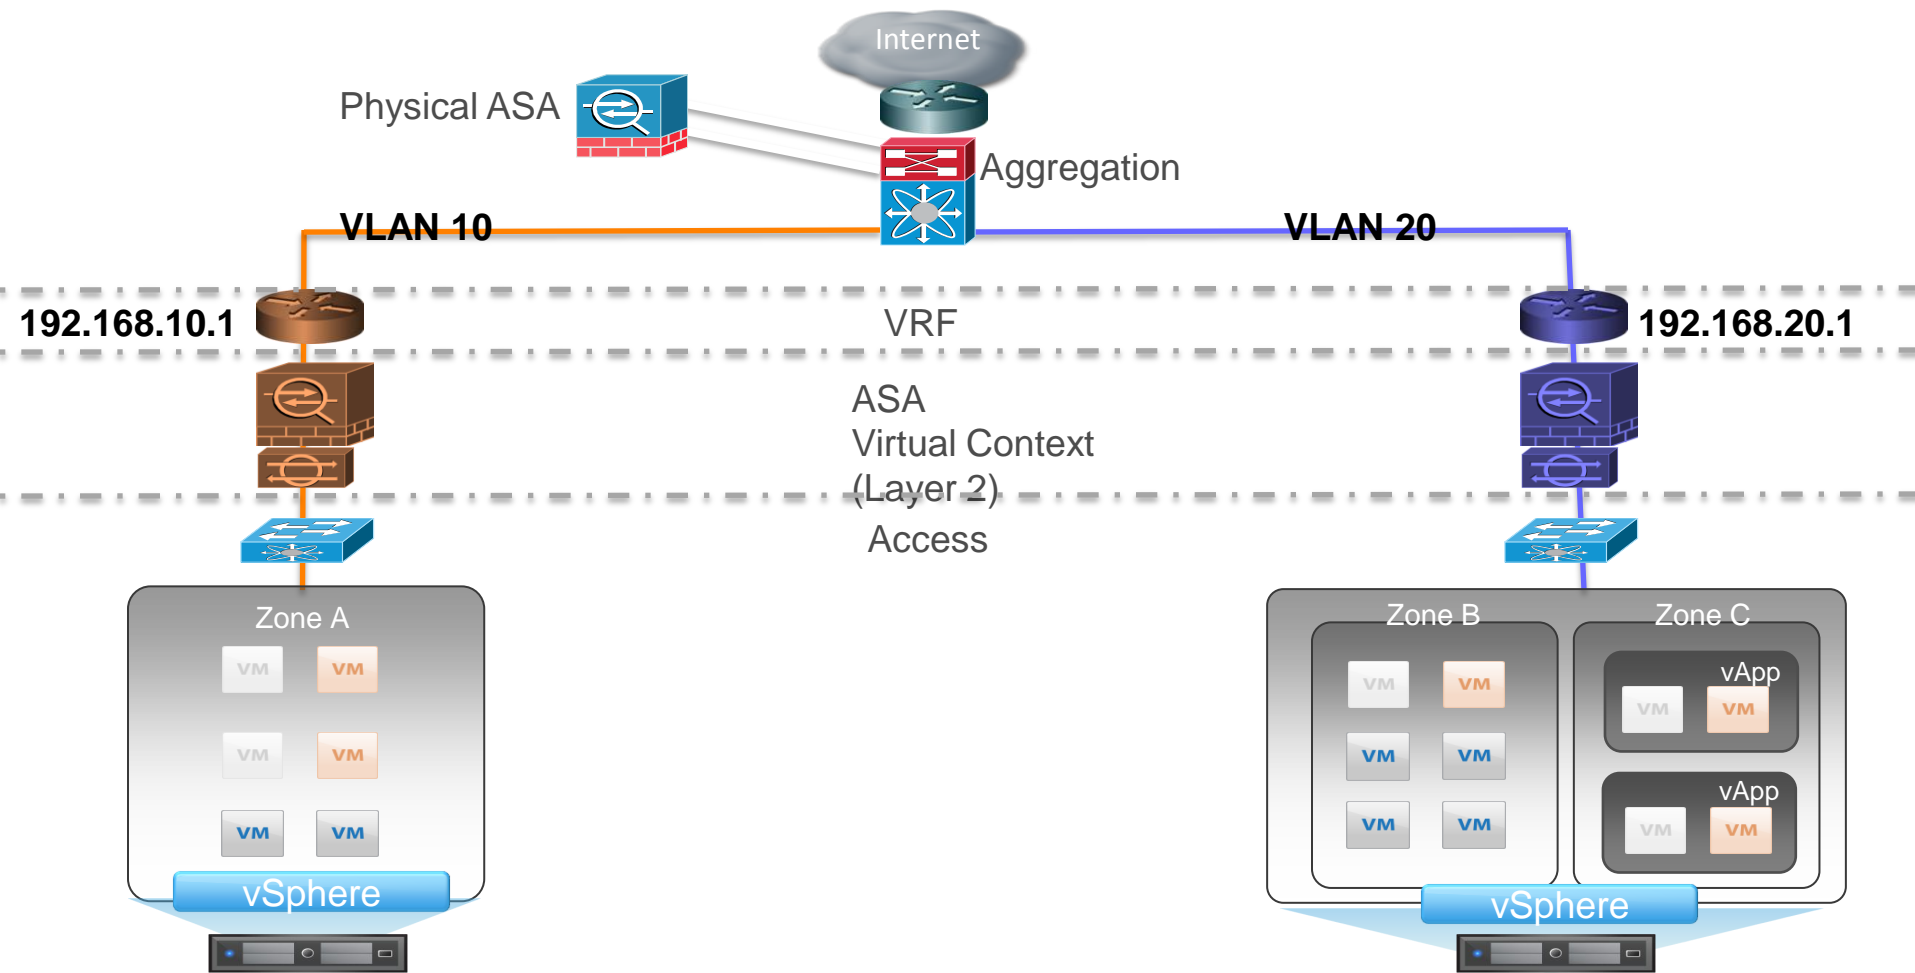 Internet
Physical ASA
Aggregation
VLAN 10
VLAN 20
192.168.10.1
VRF
192.168.20.1
ASA
Virtual Context
(Layer 2)
Access
Zone A
VM VM
VM VM
VM VM
vSphere
Zone B
VM VM
VM VM
VM VM
Zone C
vApp
VM VM
vApp
VM VM
vSphere